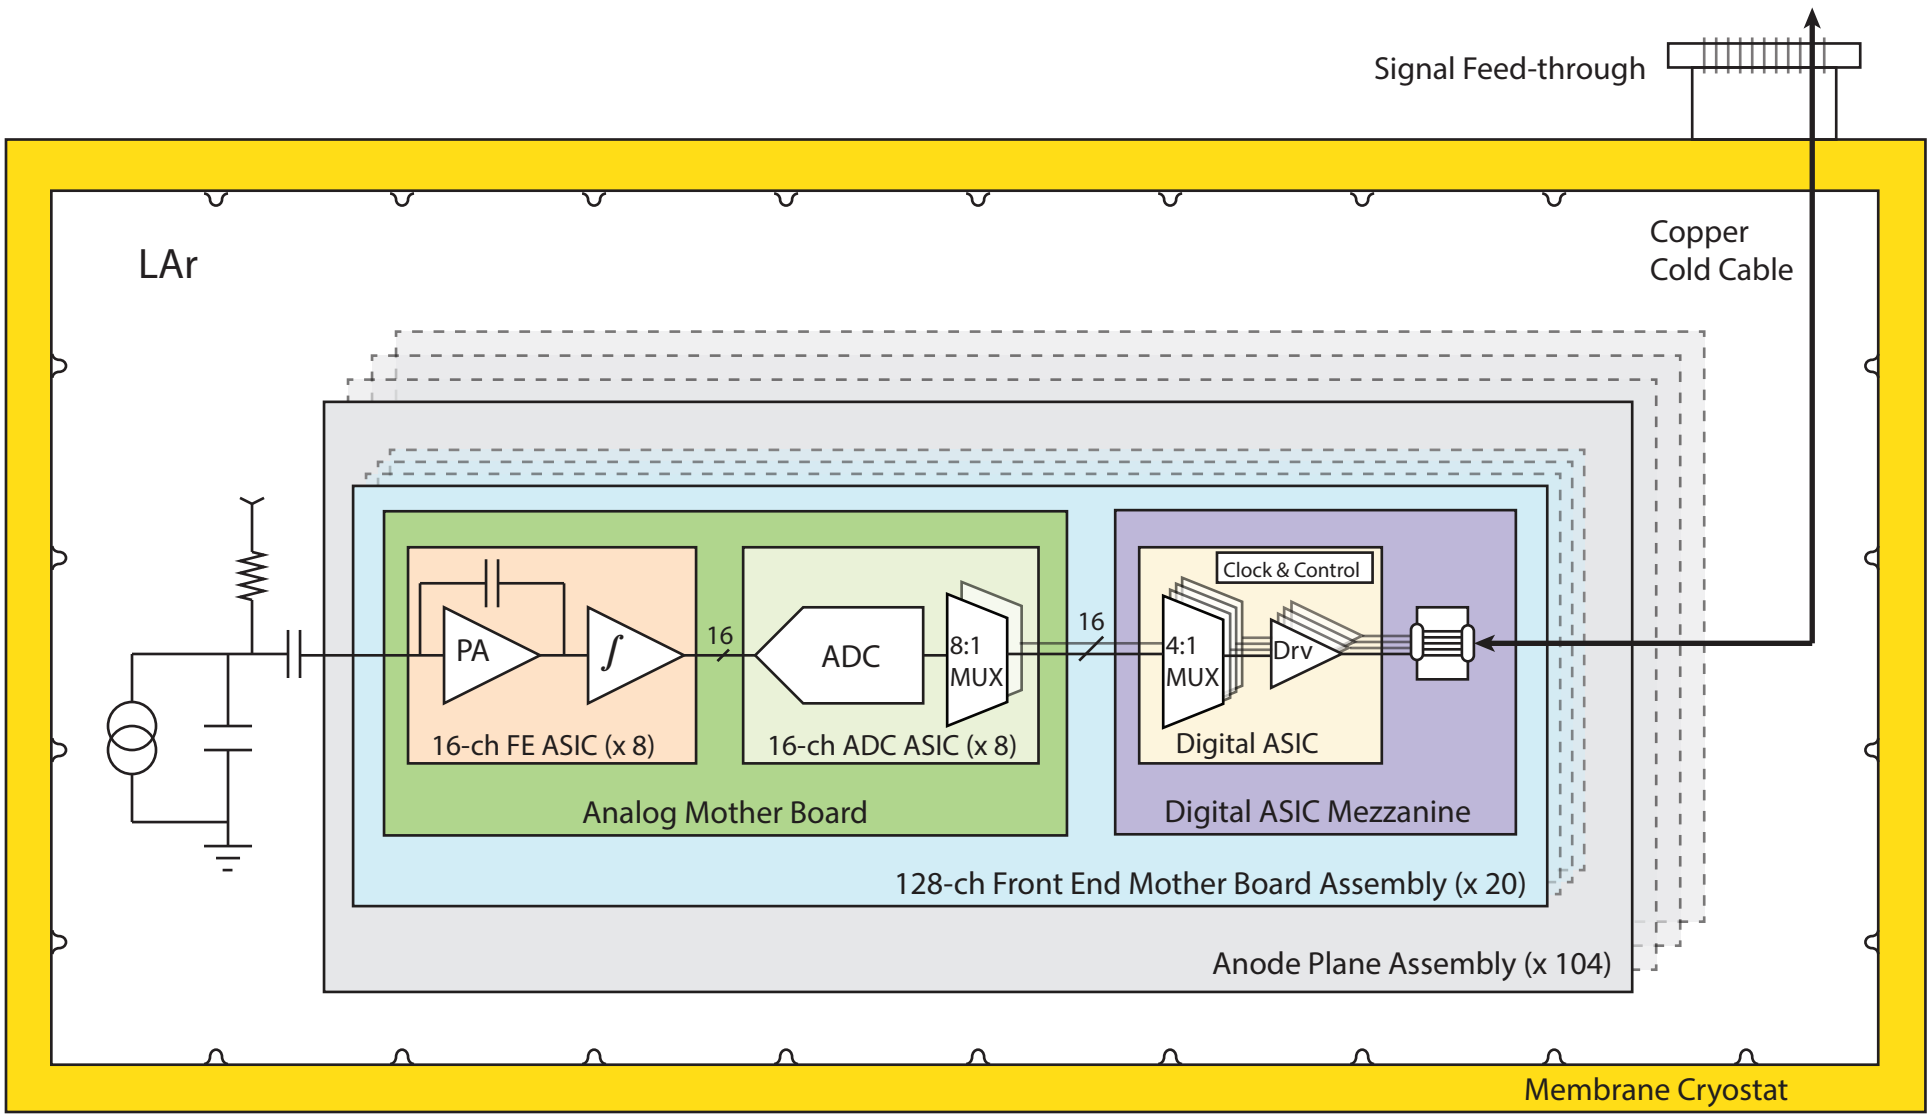 Signal Feed-through
Copper
Cold Cable
LAr
Clock & Control
PA
∫
16
ADC
8:1
MUX
16
4:1
MUX
Drv
16-ch FE ASIC (x 8)
16-ch ADC ASIC (x 8)
Digital ASIC
Analog Mother Board
Digital ASIC Mezzanine
128-ch Front End Mother Board Assembly (x 20)
Anode Plane Assembly (x 104)
Membrane Cryostat